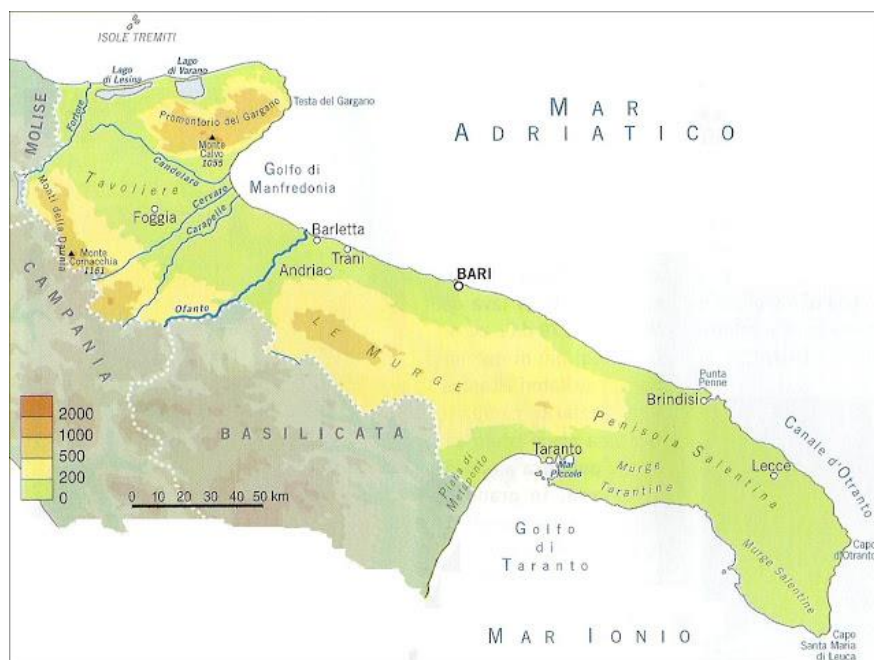 ISOLE TREMITI
Lago
di Lesina
Lago
di Varano
Testa del Gargano
MAR
ADRIATICO
MOLISE
Fortore
Promontorio del Gargano
Monte
Calvo
1055
Candelaro
Golfo di
Manfredonia
Tavoliere
Cervaro
Foggia
Carapelle
Monti della Daunia
Monte
Cornacchia
1151
Barletta
Trani
Andria
BARI
CAMPANIA
Ofanto
LE MURGE
2000
1000
500
200
0
BASILICATA
0 10 20 30 40 50 km
Punta
Penne
Brindisi
Penisola Salentina
Canale d'Otranto
Taranto
Mar
Piccolo
Lecce
Piana di
Metaponto
Murge
Tarantine
Golfo
di
Taranto
Murge Salentine
Capo
d'Otranto
MAR IONIO
Capo
Santa Maria
di Leuca